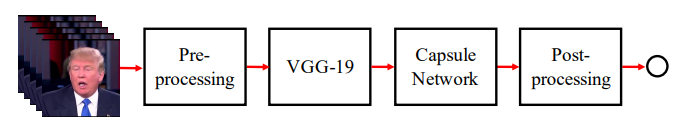 Pre-
processing
VGG-19
Capsule
Network
Post-
processing